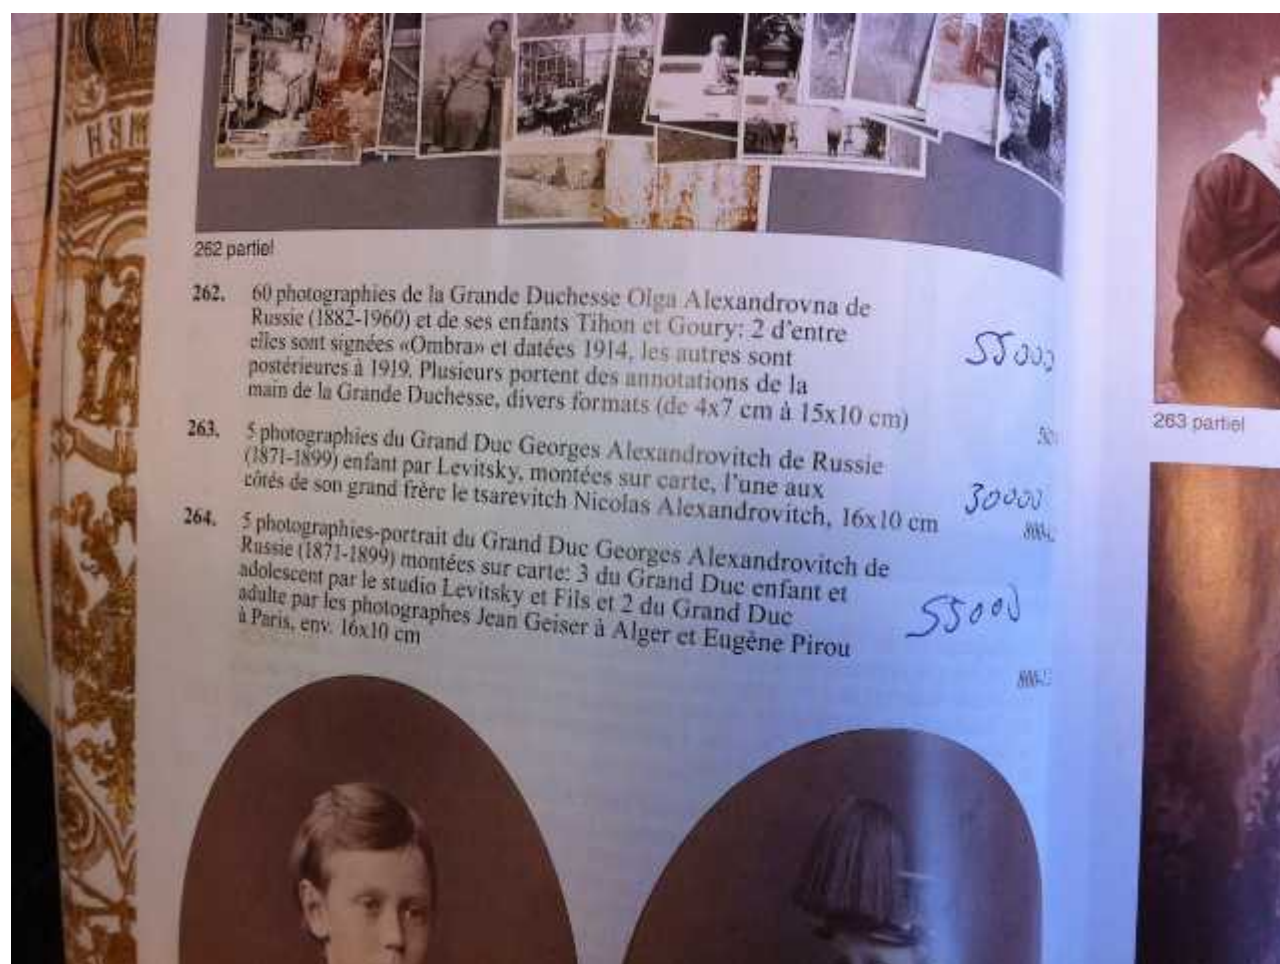 262 partiel
262. 60 photographies de la Grande Duchesse Olga Alexandrovna de
Russie (1882-1960) et de ses enfants Tihon et Goury: 2 d'entre
elles sont signées «Ombra» et datées 1914, les autres sont
postérieures à 1919. Plusieurs portent des annotations de la
main de la Grande Duchesse, divers formats (de 4x7 cm à 15x10 cm)
55000
263. 5 photographies du Grand Duc Georges Alexandrovitch de Russie
(1871-1899) enfant par Levitsky, montées sur carte, l'une aux
côtés de son grand frère le tsarevitch Nicolas Alexandrovitch, 16x10 cm
30000
264. 5 photographies-portrait du Grand Duc Georges Alexandrovitch de
Russie (1871-1899) montées sur carte: 3 du Grand Duc enfant et
adolescent par le studio Levitsky et Fils et 2 du Grand Duc
adulte par les photographes Jean Geiser à Alger et Eugène Pirou
à Paris, env. 16x10 cm
55000
263 partiel